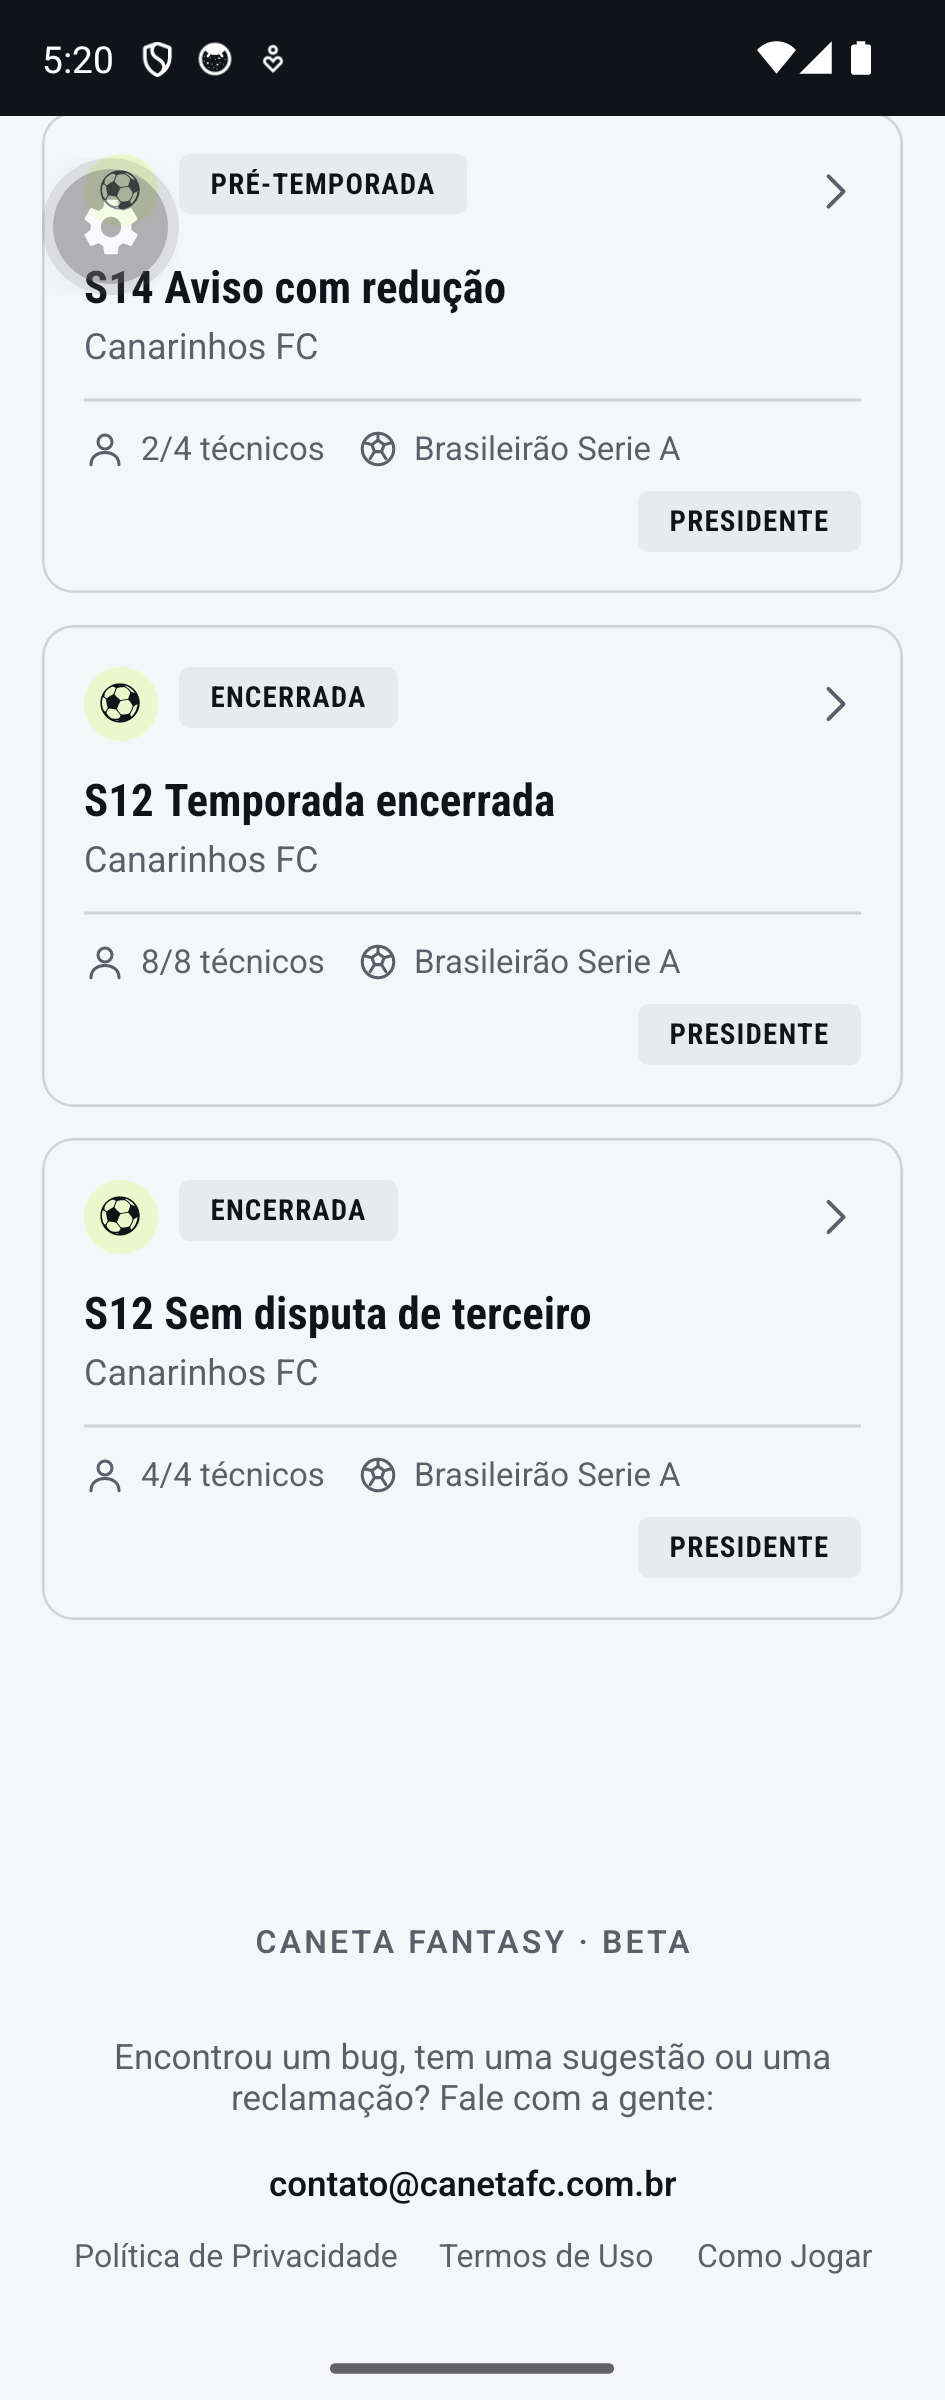 5:20
PRÉ-TEMPORADA
S14 Aviso com redução
Canarinhos FC
2/4 técnicos Brasileirão Serie A
PRESIDENTE
ENCERRADA
S12 Temporada encerrada
Canarinhos FC
8/8 técnicos Brasileirão Serie A
PRESIDENTE
ENCERRADA
S12 Sem disputa de terceiro
Canarinhos FC
4/4 técnicos Brasileirão Serie A
PRESIDENTE
CANETA FANTASY · BETA
Encontrou um bug, tem uma sugestão ou uma
reclamação? Fale com a gente:
contato@canetafc.com.br
Política de Privacidade Termos de Uso Como Jogar